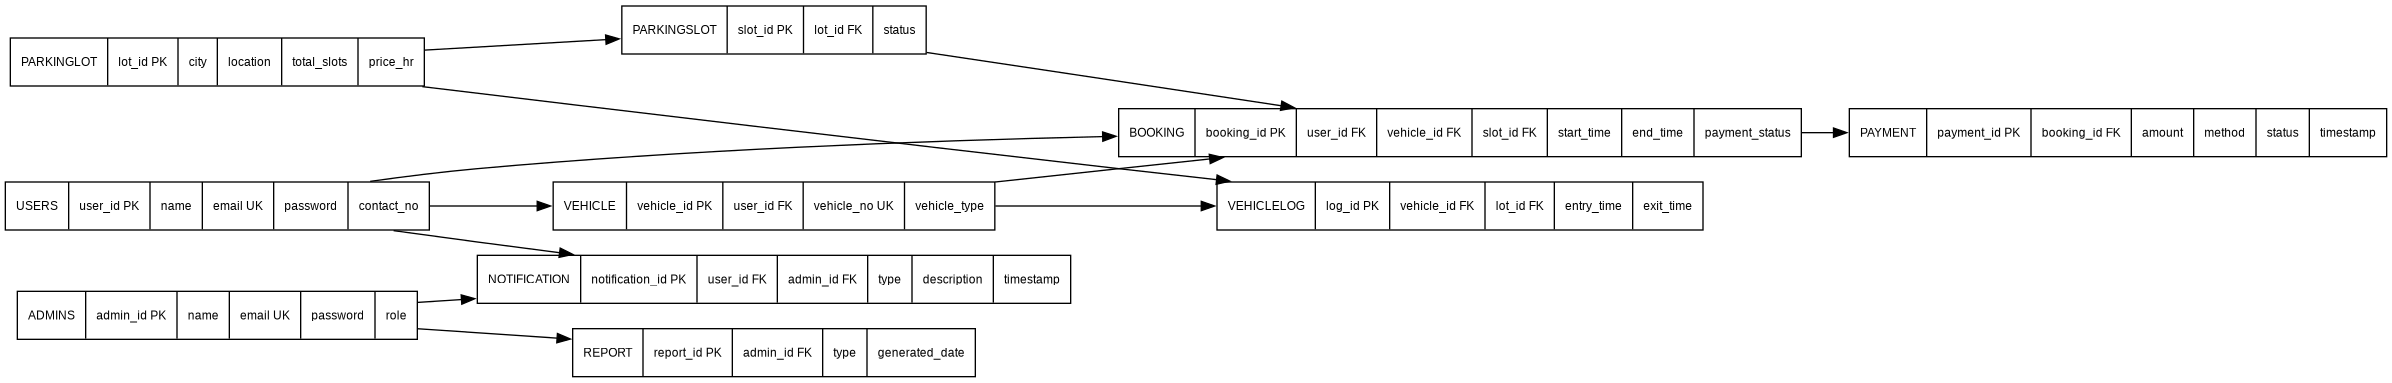 PARKINGLOT lot_id PK city location total_slots price_hr
PARKINGSLOT slot_id PK lot_id FK status
BOOKING booking_id PK user_id FK vehicle_id FK slot_id FK start_time end_time payment_status
PAYMENT payment_id PK booking_id FK amount method status timestamp
USERS user_id PK name email UK password contact_no
VEHICLE vehicle_id PK user_id FK vehicle_no UK vehicle_type
VEHICLELOG log_id PK vehicle_id FK lot_id FK entry_time exit_time
NOTIFICATION notification_id PK user_id FK admin_id FK type description timestamp
ADMINS admin_id PK name email UK password role
REPORT report_id PK admin_id FK type generated_date